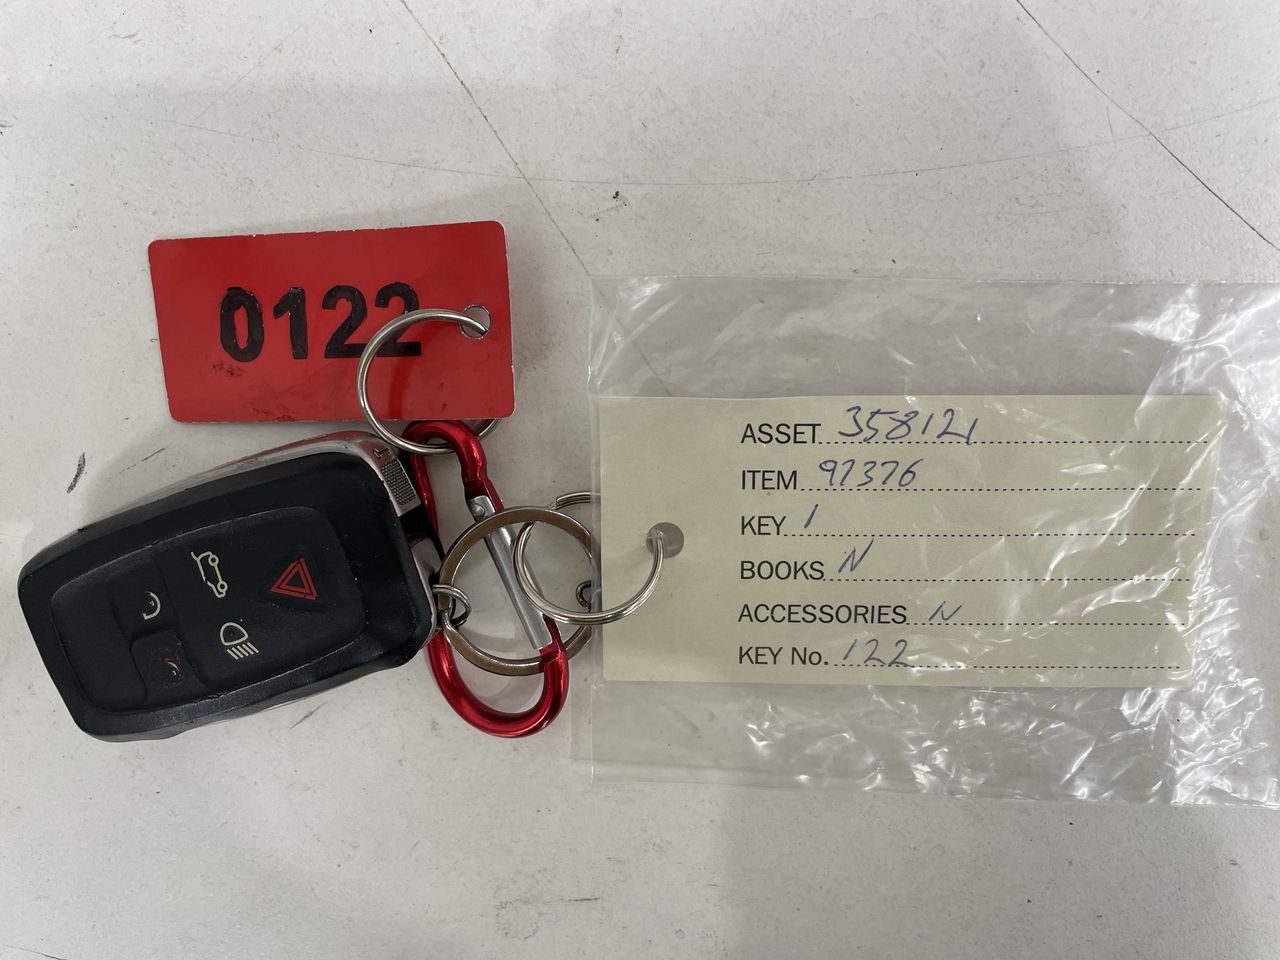 0122
ASSET 358121
ITEM 97376
KEY 1
BOOKS N
ACCESSORIES N
KEY No. 122